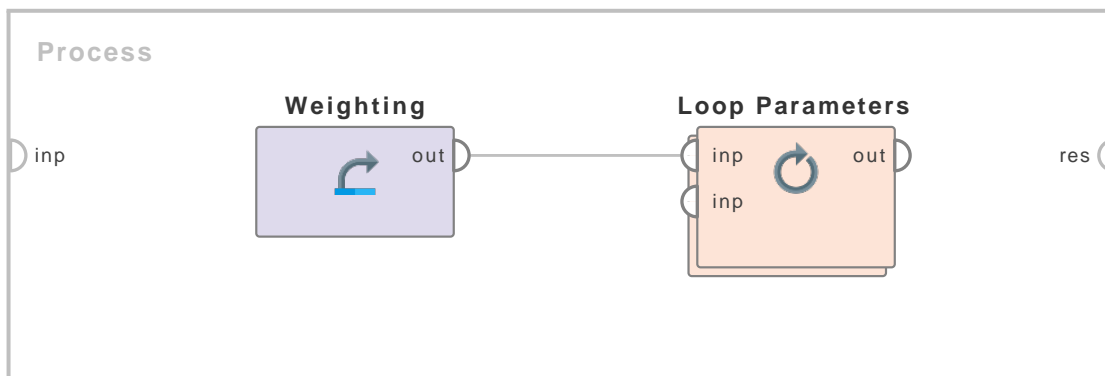 Process
Weighting Loop Parameters
inp out inp out res
inp